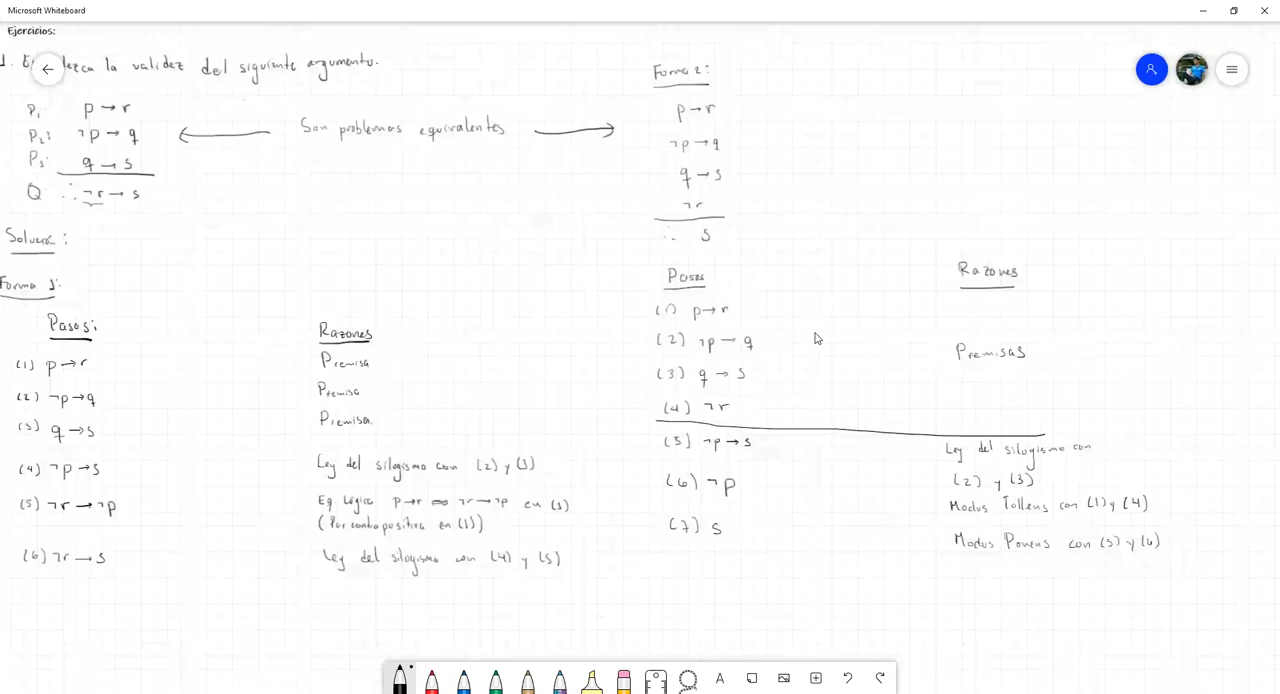 Microsoft Whiteboard
Ejercicios:
1. E lezca la validez del siguiente argumento.
P₁: p → r
P₂: ¬p → q
P₃: q → s
Q ∴ ¬r → s
Son problemas equivalentes
Solución:
Forma 1:
Pasos:
Razones
(1) p → r
Premisa
(2) ¬p → q
Premisa
(3) q → s
Premisa.
(4) ¬p → s
Ley del silogismo con (2) y (3)
(5) ¬r → ¬p
Eq. Lógica p → r ⇔ ¬r → ¬p en (1)
(Por contrapositiva en (1))
(6) ¬r → s
Ley del silogismo con (4) y (5)
Forma 2:
p → r
¬p → q
q → s
¬r
∴ s
Pasos
Razones
(1) p → r
(2) ¬p → q
Premisas
(3) q → s
(4) ¬r
(5) ¬p → s
Ley del silogismo con
(2) y (3)
(6) ¬p
Modus Tollens con (1) y (4)
(7) s
Modus Ponens con (5) y (6)
A